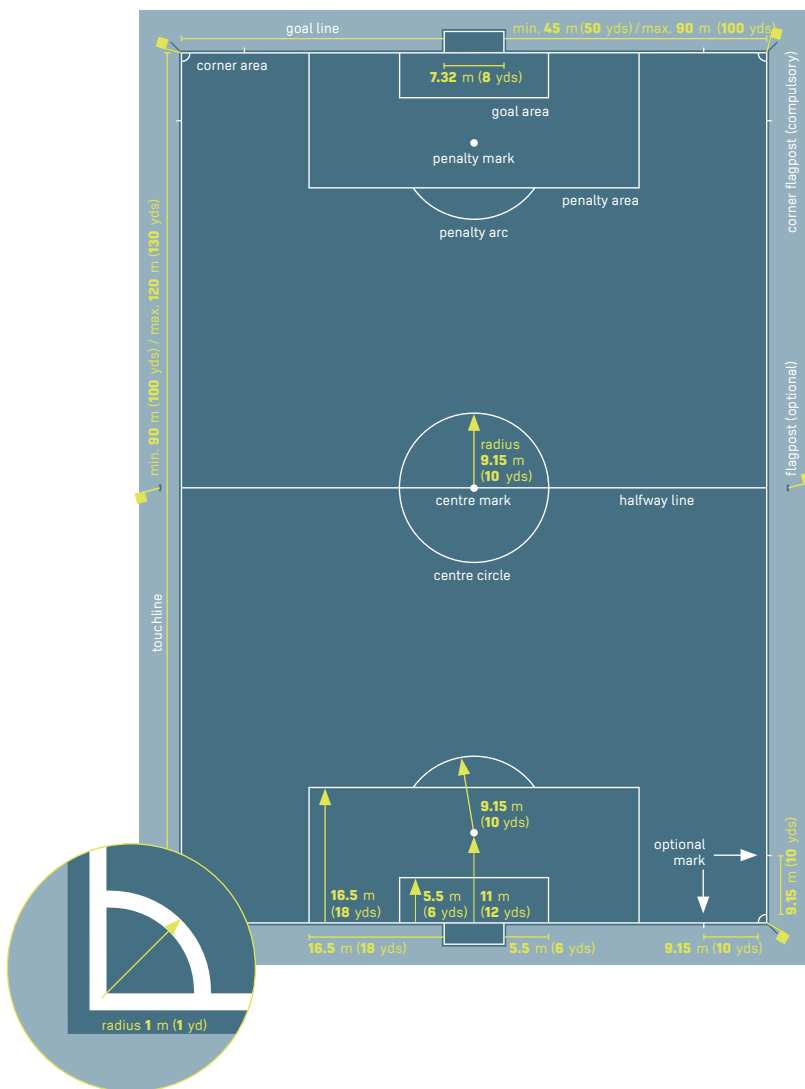 goal line
min. 45 m (50 yds) / max. 90 m (100 yds)
corner area
7.32 m (8 yds)
goal area
penalty mark
penalty area
penalty arc
corner flagpost (compulsory)
min. 90 m (100 yds) / max. 120 m (130 yds)
flagpost (optional)
radius
9.15 m
(10 yds)
centre mark
halfway line
centre circle
touchline
9.15 m
(10 yds)
optional
mark
9.15 m (10 yds)
16.5 m
(18 yds)
5.5 m
(6 yds)
11 m
(12 yds)
16.5 m (18 yds)
5.5 m (6 yds)
9.15 m (10 yds)
radius 1 m (1 yd)